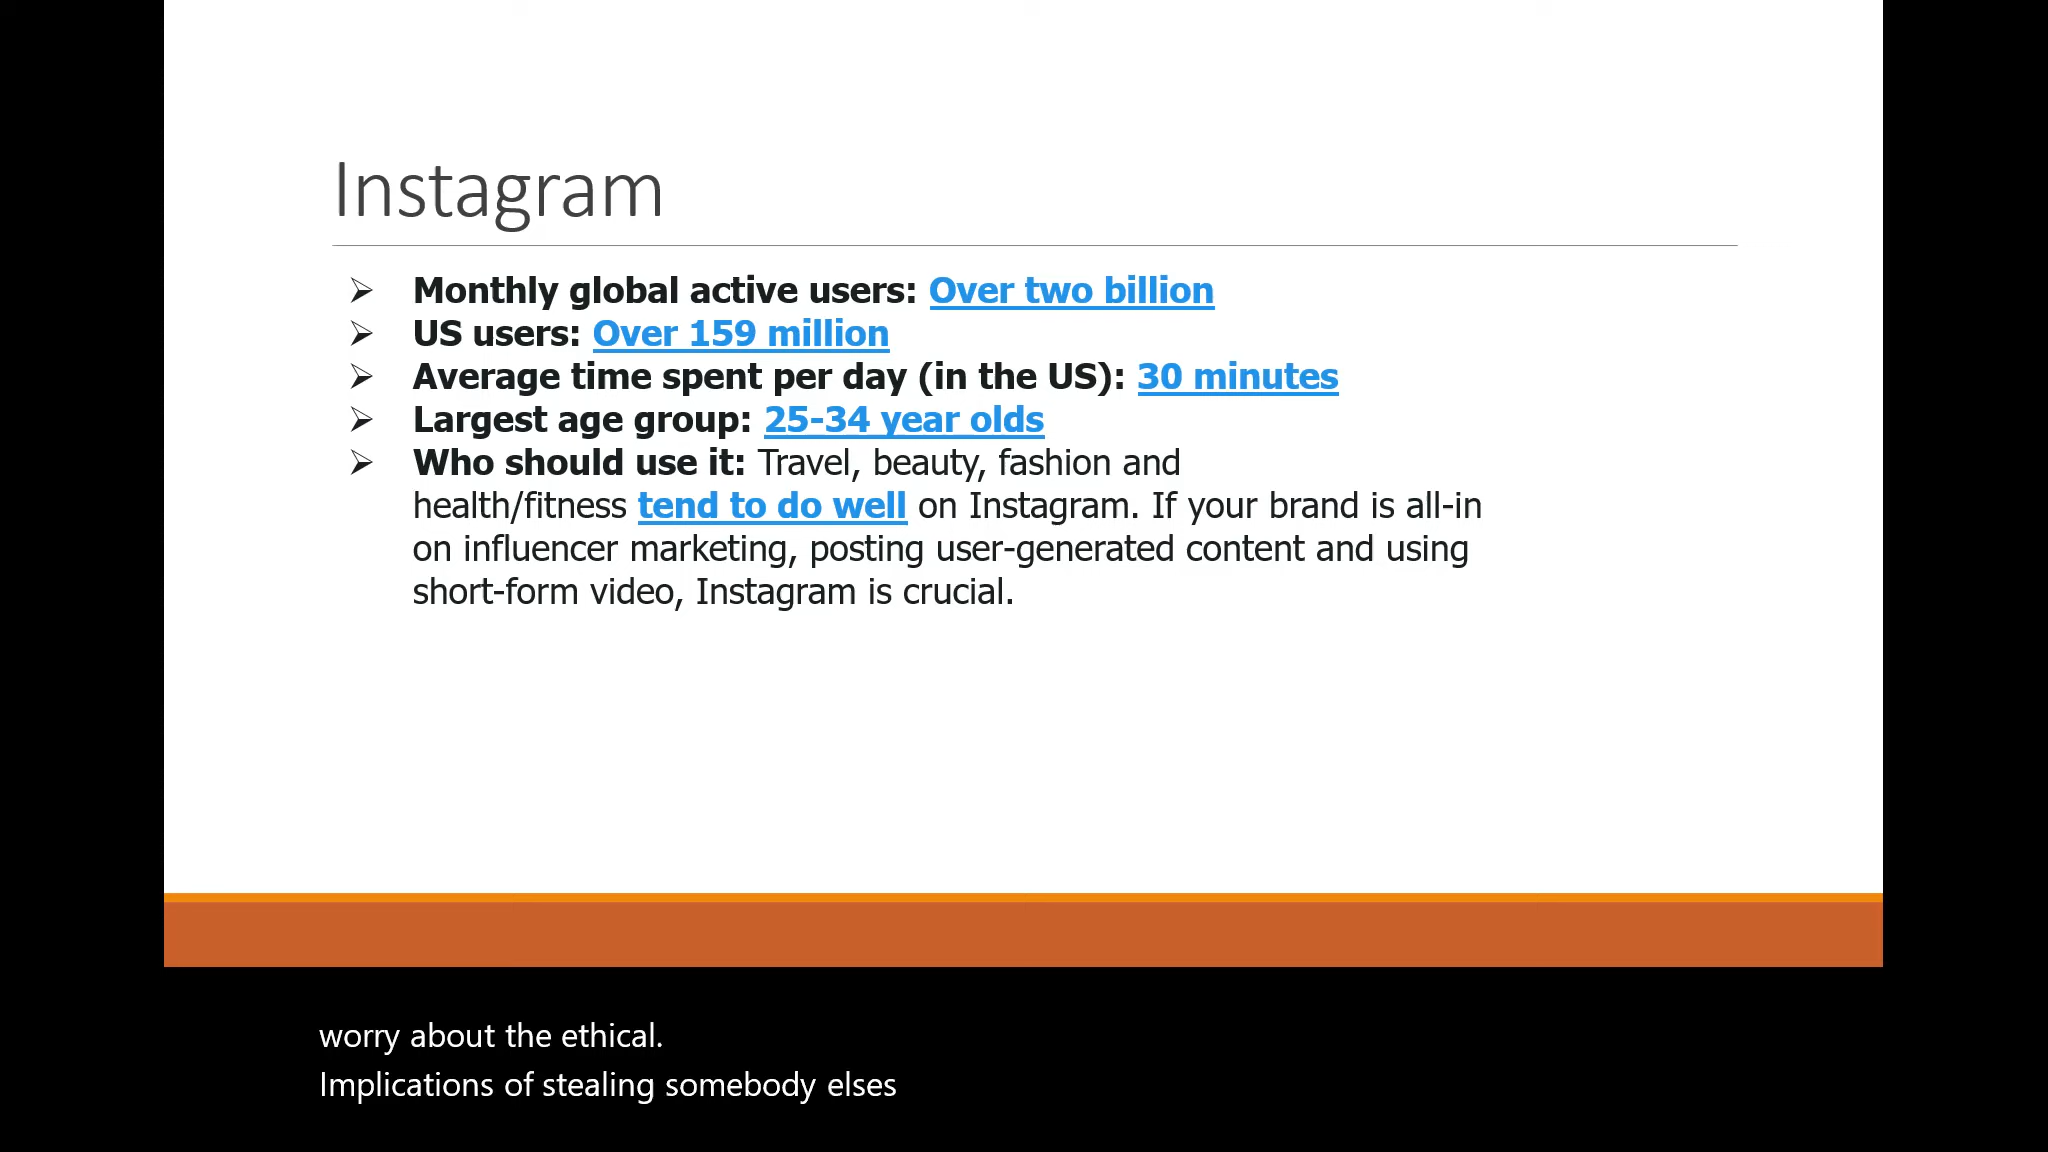 Instagram
➢ Monthly global active users: Over two billion
➢ US users: Over 159 million
➢ Average time spent per day (in the US): 30 minutes
➢ Largest age group: 25-34 year olds
➢ Who should use it: Travel, beauty, fashion and
health/fitness tend to do well on Instagram. If your brand is all-in
on influencer marketing, posting user-generated content and using
short-form video, Instagram is crucial.
worry about the ethical.
Implications of stealing somebody elses